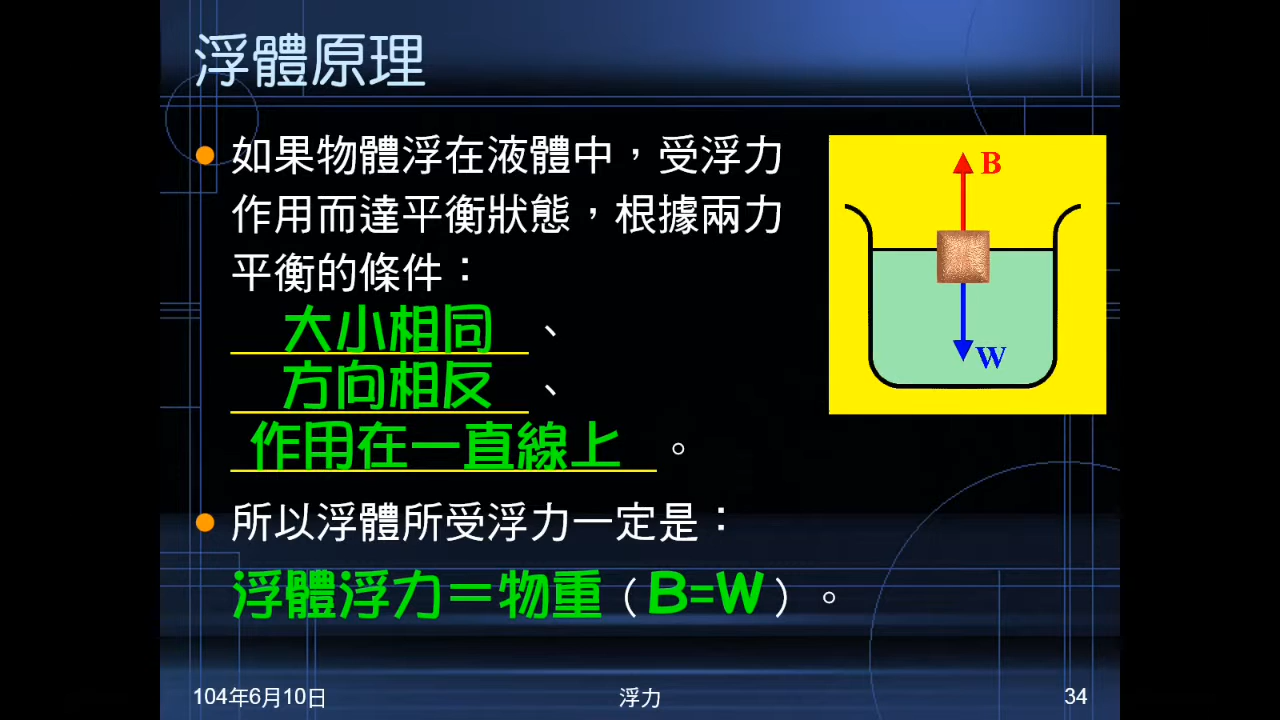 浮體原理
如果物體浮在液體中，受浮力
作用而達平衡狀態，根據兩力
平衡的條件：
大小相同、
方向相反、
作用在一直線上。
所以浮體所受浮力一定是：
浮體浮力＝物重（B=W）。
B
W
104年6月10日
浮力
34